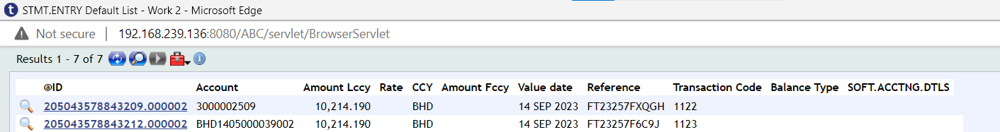 STMT.ENTRY Default List - Work 2 - Microsoft Edge
Not secure | 192.168.239.136:8080/ABC/servlet/BrowserServlet
Results 1 - 7 of 7
@ID Account Amount Lccy Rate CCY Amount Fccy Value date Reference Transaction Code Balance Type SOFT.ACCTNG.DTLS
205043578843209.000002 3000002509 10,214.190 BHD 14 SEP 2023 FT23257FXQGH 1122
205043578843212.000002 BHD1405000039002 10,214.190 BHD 14 SEP 2023 FT23257F6C9J 1123